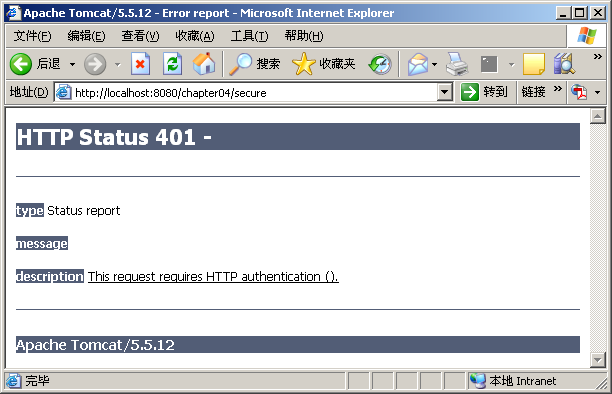 Apache Tomcat/5.5.12 - Error report - Microsoft Internet Explorer
文件(F) 编辑(E) 查看(V) 收藏(A) 工具(T) 帮助(H)
后退 搜索 收藏夹 »
地址(D) http://localhost:8080/chapter04/secure 转到 链接 »
HTTP Status 401 -
type Status report
message
description This request requires HTTP authentication ().
Apache Tomcat/5.5.12
完毕 本地 Intranet